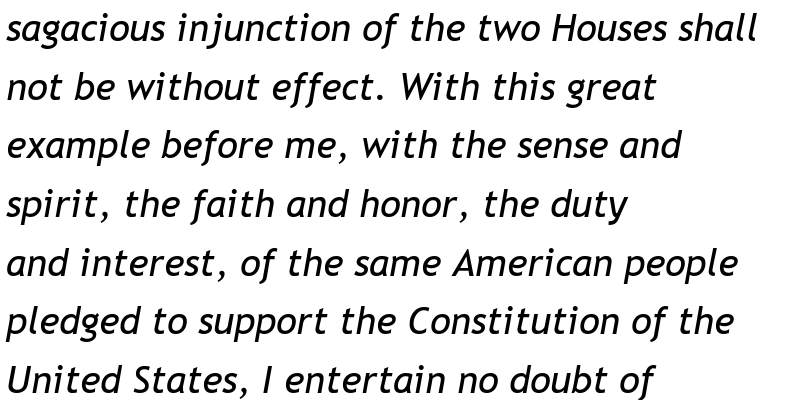 sagacious injunction of the two Houses shall
not be without effect. With this great
example before me, with the sense and
spirit, the faith and honor, the duty
and interest, of the same American people
pledged to support the Constitution of the
United States, I entertain no doubt of